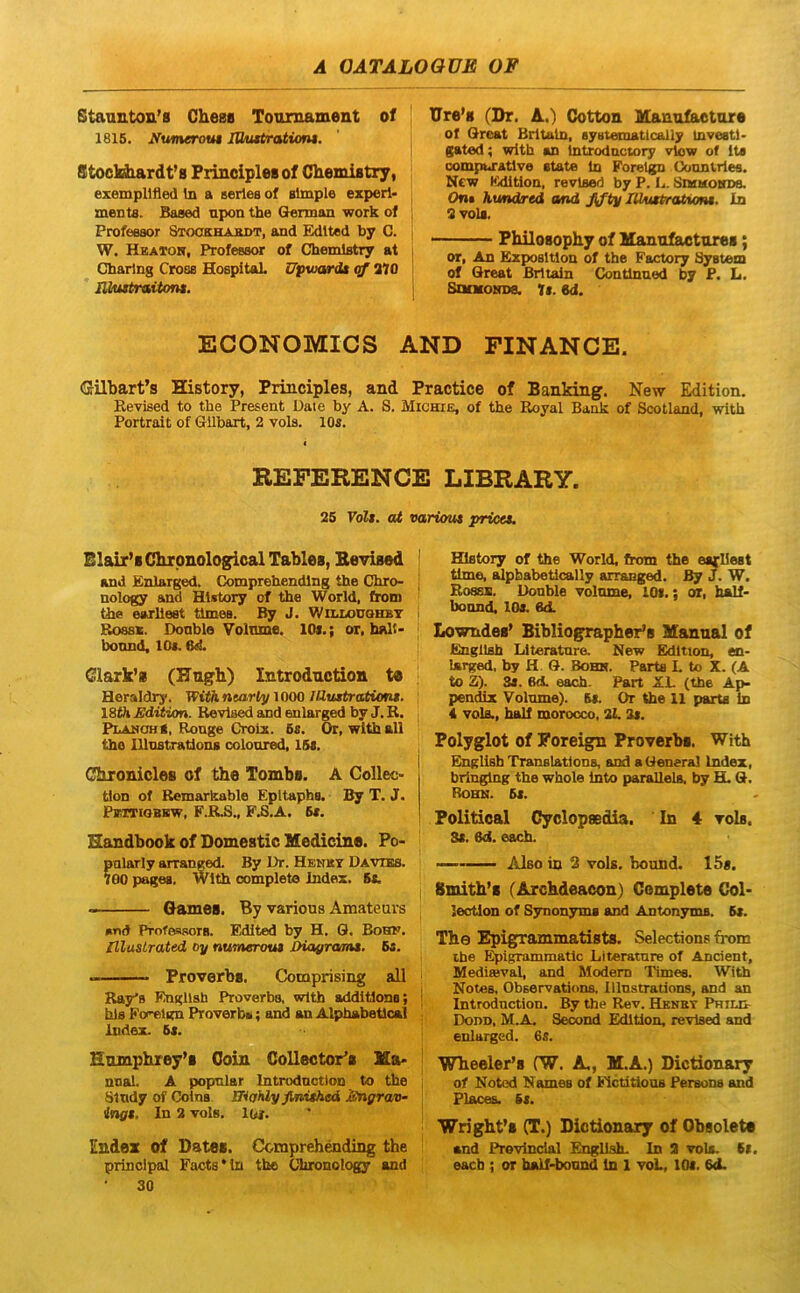 A CATALOGUE OF
Staunton's Chess Tournament of
1815. Numerous Illustrations.
Stockhardt's Principles of Chemistry,
exemplified in a series of simple experi-
ments. Based upon the German work of
Professor STOCKHARDT, and Edited by C.
W. HEATON, Professor of Chemistry at
Charing Cross Hospital. Upwards of 270
Illustraitons.
Ure's (Dr. A.) Cotton Manufacture
of Great Britain, systematically investi-
gated; with an introductory view of its
comparative state in Foreign Countries.
New Edition, revised by P. L. SIMMONDS.
One hundred and fifty Illustrations. In
2 vols.
——— Philosophy of Manufactures;
or, An Exposition of the Factory System
of Great Britain Continued by P. L.
SIMMONDS. 7s. 6d.
ECONOMICS AND FINANCE.
Gilbart's History, Principles, and Practice of Banking. New Edition.
Revised to the Present Date by A. S. MICHIE, of the Royal Bank of Scotland, with
Portrait of Gilbart, 2 vols. 10s.
REFERENCE LIBRARY.
25 Vols. at various prices.
Blair's Chronological Tables, Revised
and Enlarged. Comprehending the Chro-
nology and History of the World, from
the earliest times. By J. WILLOUGHBY
ROSSE. Double Volume. 10s.; or, half-
bound, 10s. 6d.
Clark's (Hugh) Introduction to
Heraldry. With nearly 1000 Illustrations.
18th Edition. Revised and enlarged by J. R.
PLANCHÉ, Rouge Croix. 5s. Or, with all
the Illustrations coloured, 15s.
Chronicles of the Tombs. A Collec-
tion of Remarkable Epitaphs. By T. J.
PETTIGREW, F.R.S., F.S.A. 5s.
Handbook of Domestic Medicine. Po-
pularly arranged. By Dr. HENRY DAVIES.
700 pages. With complete Index. 5s.
——— Games. By various Amateurs
and Professors. Edited by H. G. BOHN.
Illustrated by numerous Diagrams. 5s.
——— Proverbs. Comprising all
Ray's English Proverbs, with additions;
his Foreign Proverbs; and an Alphabetical
Index. 5s.
Humphrey's Coin Collector's Ma-
nual. A popular Introduction to the
Study of Coins. Highly finished Engrav-
ings. In 2 vols. 10s.
Index of Dates. Comprehending the
principal Facts in the Chronology and
30
History of the World, from the earliest
time, alphabetically arranged. By J. W.
ROSSE. Double volume, 10s.; or, half-
bound, 10s. 6d.
Lowndes' Bibliographer's Manual of
English Literature. New Edition, en-
larged, by H. G. BOHN. Parts I. to X. (A
to Z). 3s. 6d. each. Part XI. (the Ap-
pendix Volume). 5s. Or the 11 parts in
4 vols., half morocco, 2l. 2s.
Polyglot of Foreign Proverbs. With
English Translations, and a General Index,
bringing the whole into parallels, by H. G.
BOHN. 5s.
Political Cyclopædia. In 4 vols.
3s. 6d. each.
——— Also in 2 vols. bound. 15s.
Smith's (Archdeacon) Complete Col-
lection of Synonyms and Antonyms. 5s.
The Epigrammatists. Selections from
the Epigrammatic Literature of Ancient,
Mediæval, and Modern Times. With
Notes, Observations, Illustrations, and an
Introduction. By the Rev. HENRY PHILIP
DODD, M.A. Second Edition, revised and
enlarged. 6s.
Wheeler's (W. A., M.A.) Dictionary
of Noted Names of Fictitious Persons and
Places. 5s.
Wright's (T.) Dictionary of Obsolete
and Provincial English. In 2 vols. 5s.
each; or half-bound in 1 vol., 10s. 6d.